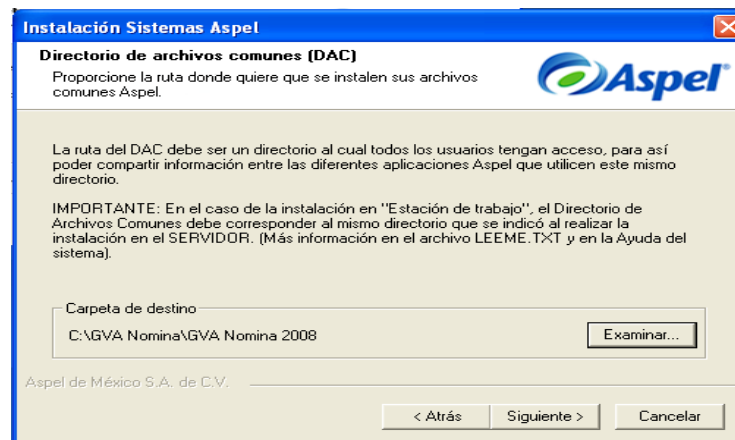 Instalación Sistemas Aspel
Directorio de archivos comunes (DAC)
Proporcione la ruta donde quiere que se instalen sus archivos
comunes Aspel.
Aspel
La ruta del DAC debe ser un directorio al cual todos los usuarios tengan acceso, para así
poder compartir información entre las diferentes aplicaciones Aspel que utilicen este mismo
directorio.
IMPORTANTE: En el caso de la instalación en "Estación de trabajo", el Directorio de
Archivos Comunes debe corresponder al mismo directorio que se indicó al realizar la
instalación en el SERVIDOR. (Más información en el archivo LEEME.TXT y en la Ayuda del
sistema).
Carpeta de destino
C:\GVA Nomina\GVA Nomina 2008
Examinar...
Aspel de México S.A. de C.V.
< Atrás
Siguiente >
Cancelar